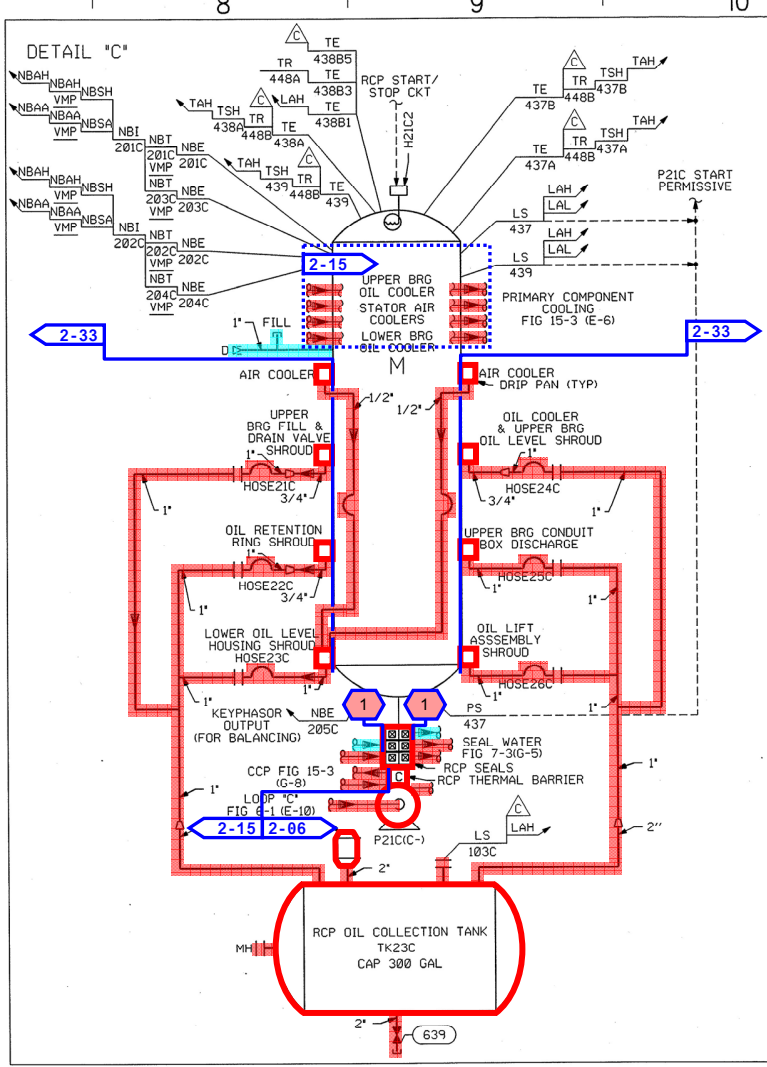 8
9
10
DETAIL "C"
C
TE
438B5
TR
448A
TE
438B3
C
LAH
TE
438B1
RCP START/
STOP CKT
H21C2
TAH
TSH
438A
TR
448B
TE
438A
C
TAH
TSH
439
TR
448B
TE
439
C
TE
437B
TR
448B
TSH
437B
TAH
C
TE
437A
TR
448B
TSH
437A
TAH
P21C START
PERMISSIVE
LS
437
LAH
LAL
LS
439
LAH
LAL
NBAH
NBAH
VMP
NBSH
NBAA
NBAA
VMP
NBSA
NBI
201C
NBT
201C
VMP
NBE
201C
NBT
203C
VMP
NBE
203C
NBAH
NBAH
VMP
NBSH
NBAA
NBAA
VMP
NBSA
NBI
202C
NBT
202C
VMP
NBE
202C
NBT
204C
VMP
NBE
204C
2-15
UPPER BRG
OIL COOLER
STATOR AIR
COOLERS
LOWER BRG
OIL COOLER
PRIMARY COMPONENT
COOLING
FIG 15-3 (E-6)
2-33
2-33
1"
FILL
D
M
AIR COOLER
AIR COOLER
DRIP PAN (TYP)
1/2"
1/2"
UPPER
BRG FILL &
DRAIN VALVE
SHROUD
1"
HOSE21C
3/4"
1"
OIL COOLER
& UPPER BRG
OIL LEVEL SHROUD
1"
HOSE24C
3/4"
1"
OIL RETENTION
RING SHROUD
1"
HOSE22C
3/4"
UPPER BRG CONDUIT
BOX DISCHARGE
HOSE25C
1"
1"
LOWER OIL LEVEL
HOUSING SHROUD
HOSE23C
1"
1"
OIL LIFT
ASSSEMBLY
SHROUD
HOSE26C
1"
1"
KEYPHASOR
OUTPUT
(FOR BALANCING)
NBE
205C
1
1
PS
437
SEAL WATER
FIG 7-3(G-5)
RCP SEALS
RCP THERMAL BARRIER
CCP FIG 15-3
(G-8)
C
LOOP "C"
FIG 6-1 (E-10)
1"
1"
2-15
2-06
P21C(C-)
LS
103C
C
LAH
2"
2"
RCP OIL COLLECTION TANK
TK23C
CAP 300 GAL
MH
2"
639